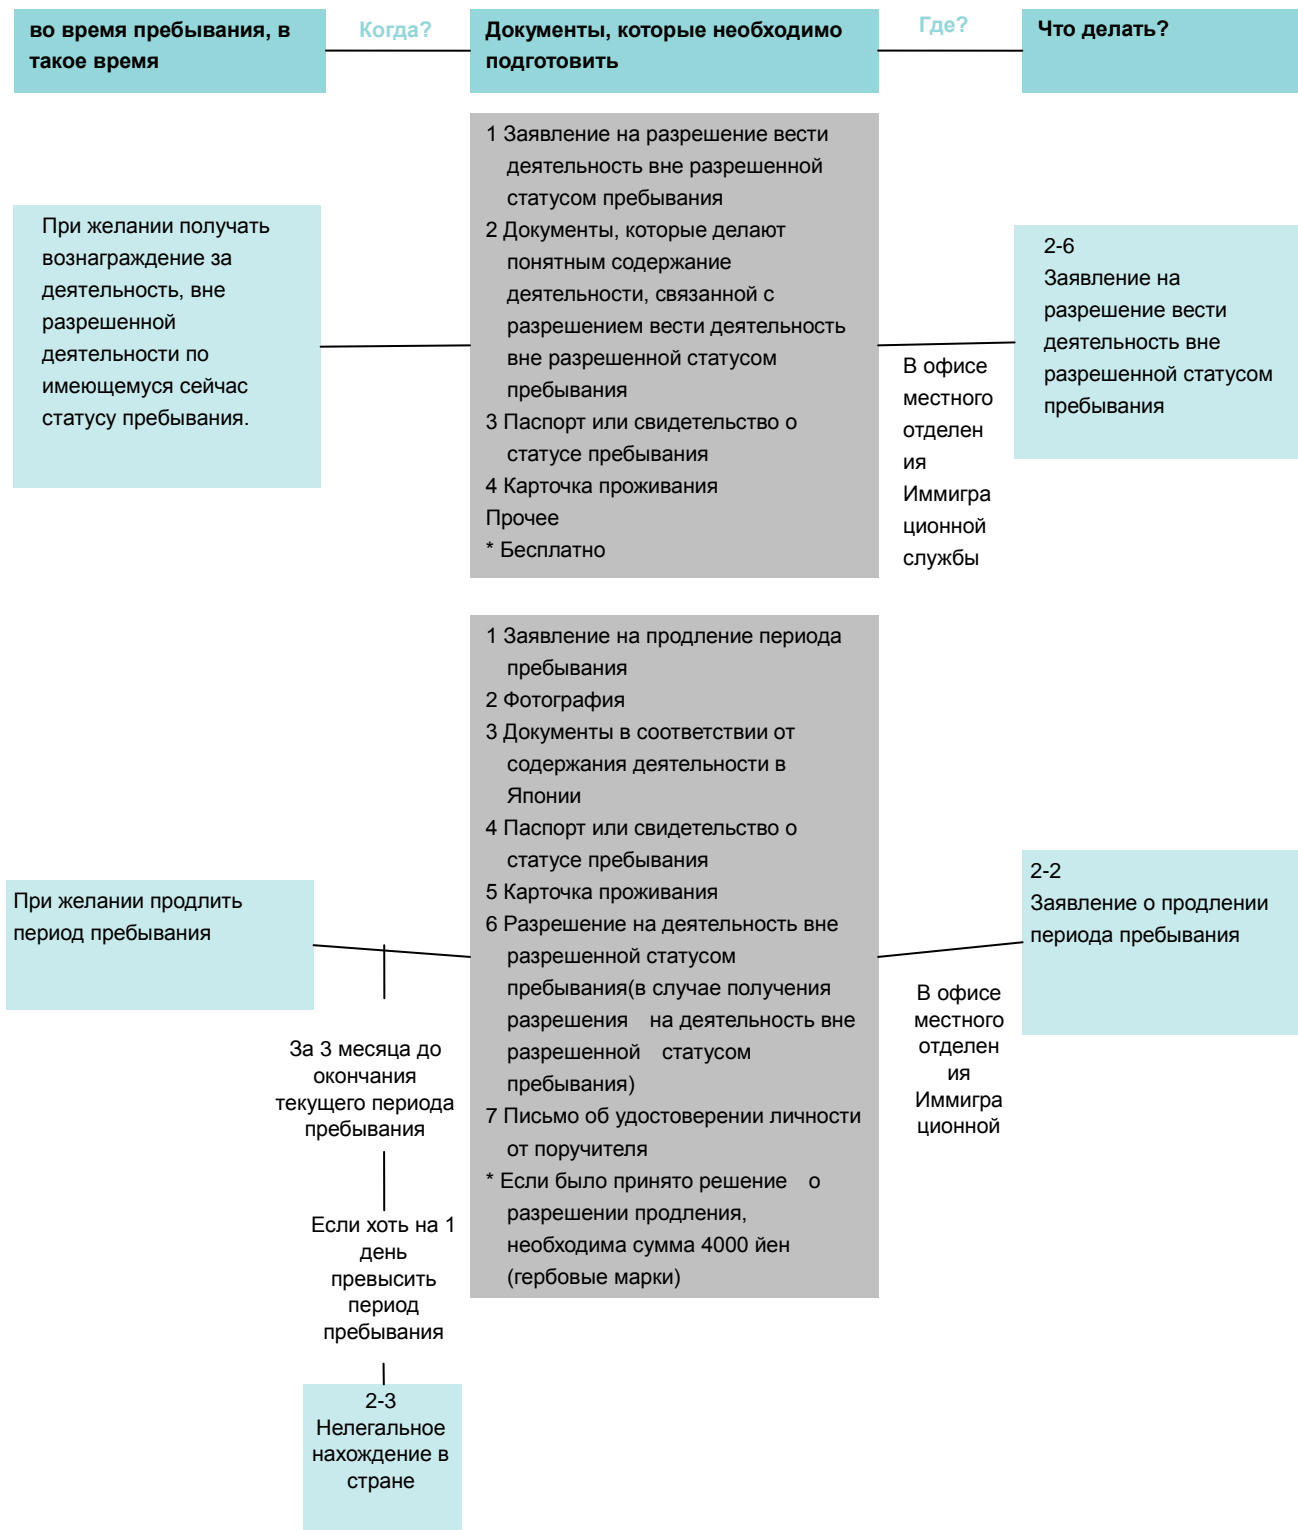 во время пребывания, в
такое время
Когда?
Документы, которые необходимо
подготовить
Где?
Что делать?
При желании получать
вознаграждение за
деятельность, вне
разрешенной
деятельности по
имеющемуся сейчас
статусу пребывания.
1 Заявление на разрешение вести
деятельность вне разрешенной
статусом пребывания
2 Документы, которые делают
понятным содержание
деятельности, связанной с
разрешением вести деятельность
вне разрешенной статусом
пребывания
3 Паспорт или свидетельство о
статусе пребывания
4 Карточка проживания
Прочее
* Бесплатно
В офисе
местного
отделен
ия
Иммигра
ционной
службы
2-6
Заявление на
разрешение вести
деятельность вне
разрешенной статусом
пребывания
При желании продлить
период пребывания
За 3 месяца до
окончания
текущего периода
пребывания
Если хоть на 1
день
превысить
период
пребывания
2-3
Нелегальное
нахождение в
стране
1 Заявление на продление периода
пребывания
2 Фотография
3 Документы в соответствии от
содержания деятельности в
Японии
4 Паспорт или свидетельство о
статусе пребывания
5 Карточка проживания
6 Разрешение на деятельность вне
разрешенной статусом
пребывания(в случае получения
разрешения на деятельность вне
разрешенной статусом
пребывания)
7 Письмо об удостоверении личности
от поручителя
* Если было принято решение о
разрешении продления,
необходима сумма 4000 йен
(гербовые марки)
В офисе
местного
отделен
ия
Иммигра
ционной
2-2
Заявление о продлении
периода пребывания